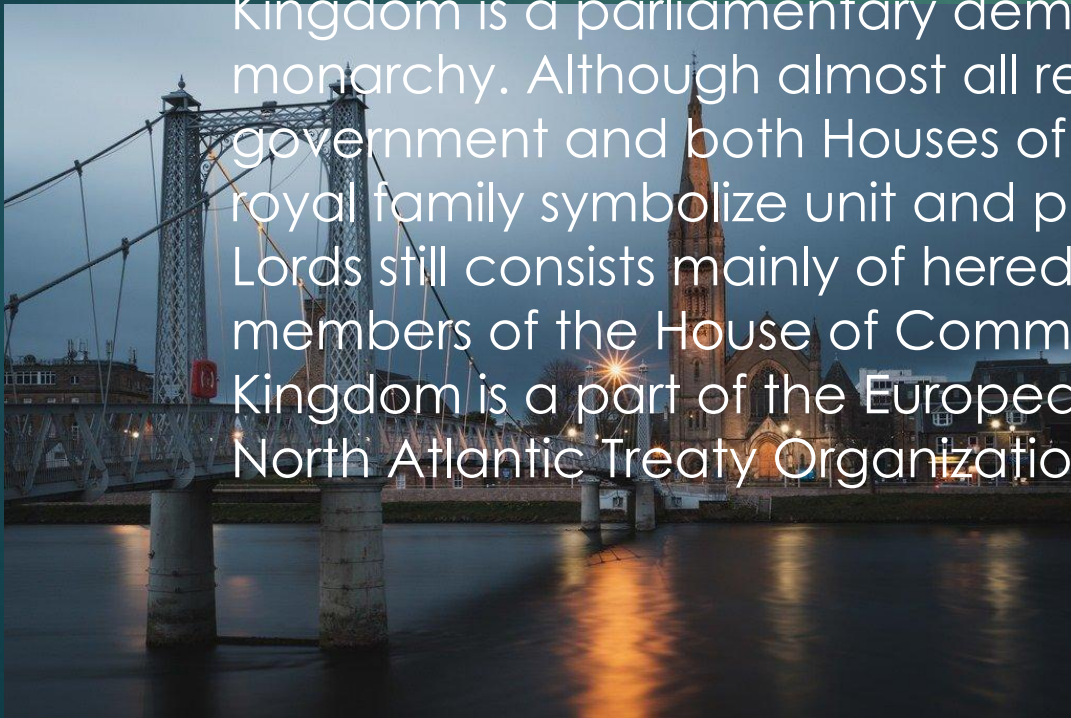 Kingdom is a parliamentary dem
monarchy. Although almost all re
government and both Houses of
royal family symbolize unit and p
Lords still consists mainly of hered
members of the House of Comm
Kingdom is a part of the Europea
North Atlantic Treaty Organizatio